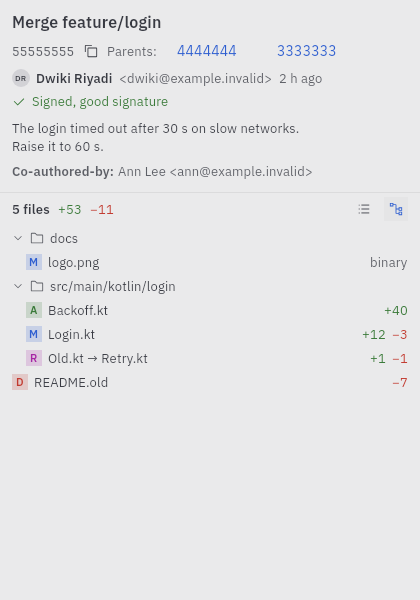 Merge feature/login
55555555 Parents: 4444444 3333333
DR Dwiki Riyadi <dwiki@example.invalid> 2 h ago
Signed, good signature
The login timed out after 30 s on slow networks.
Raise it to 60 s.
Co-authored-by: Ann Lee <ann@example.invalid>
5 files +53 −11
docs
M logo.png binary
src/main/kotlin/login
A Backoff.kt +40
M Login.kt +12 −3
R Old.kt → Retry.kt +1 −1
D README.old −7